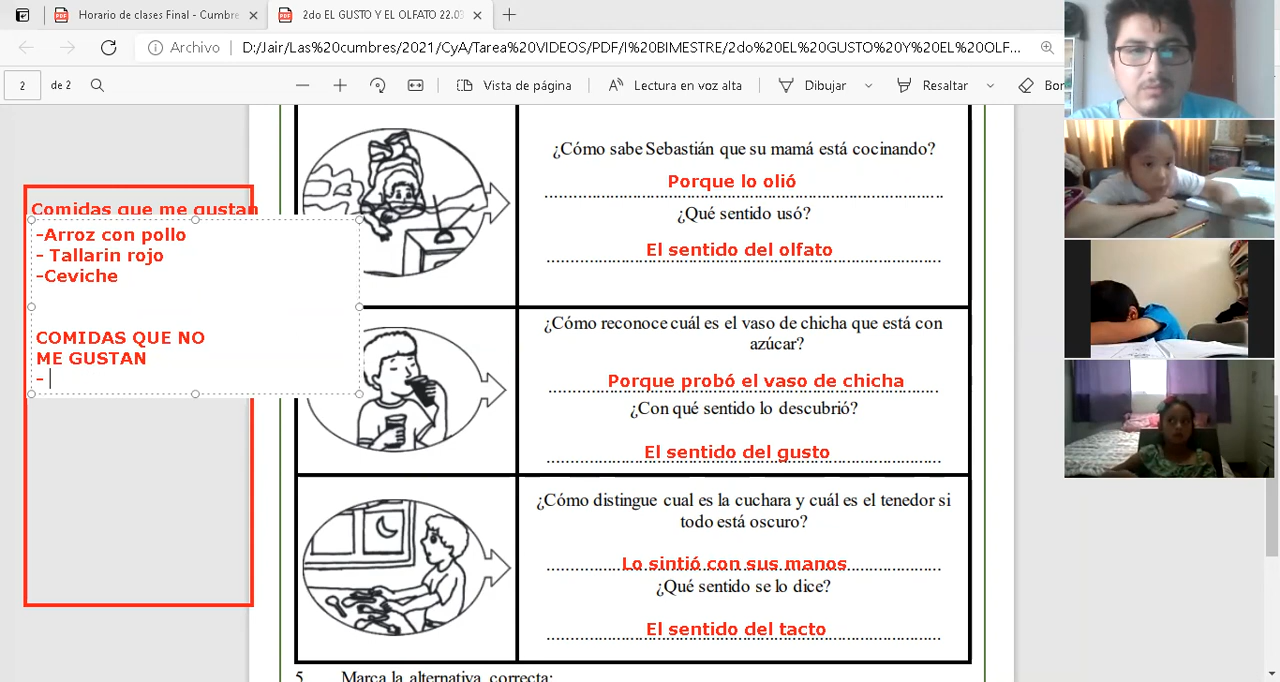 Horario de clases Final - Cumbre
2do EL GUSTO Y EL OLFATO 22.03
Archivo
D:/Jair/Las%20cumbres/2021/CyA/Tarea%20VIDEOS/PDF/I%20BIMESTRE/2do%20EL%20GUSTO%20Y%20EL%20OLF...
2
de 2
Vista de página
Lectura en voz alta
Dibujar
Resaltar
Bor
Comidas que me gustan
-Arroz con pollo
- Tallarin rojo
-Ceviche
COMIDAS QUE NO
ME GUSTAN
-
¿Cómo sabe Sebastián que su mamá está cocinando?
Porque lo olió
¿Qué sentido usó?
El sentido del olfato
¿Cómo reconoce cuál es el vaso de chicha que está con
azúcar?
Porque probó el vaso de chicha
¿Con qué sentido lo descubrió?
El sentido del gusto
¿Cómo distingue cual es la cuchara y cuál es el tenedor si
todo está oscuro?
Lo sintió con sus manos
¿Qué sentido se lo dice?
El sentido del tacto
5. Marca la alternativa correcta: